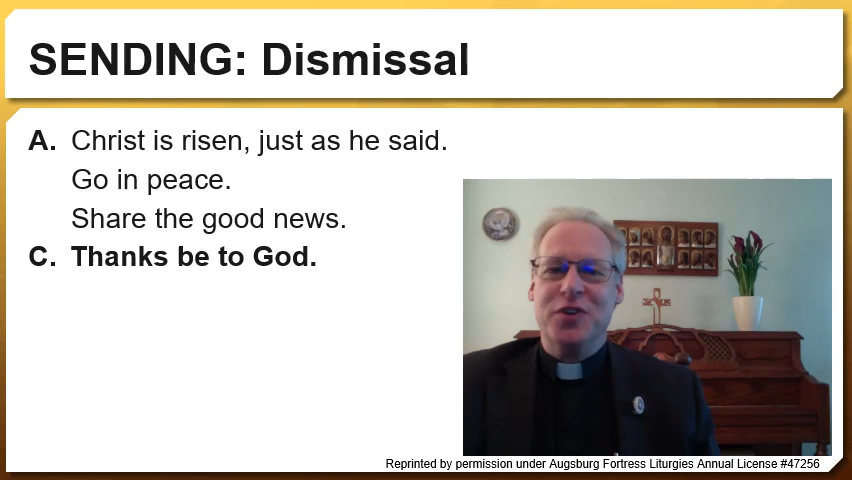 SENDING: Dismissal
A. Christ is risen, just as he said.
Go in peace.
Share the good news.
C. Thanks be to God.
Reprinted by permission under Augsburg Fortress Liturgies Annual License #47256